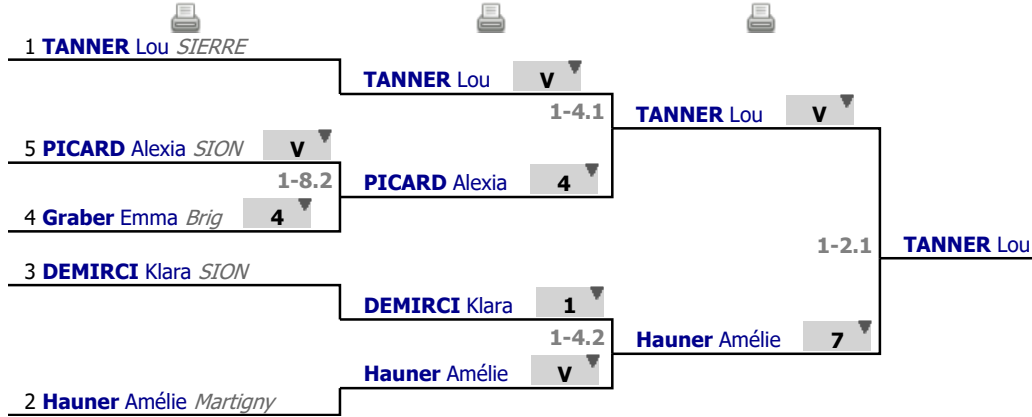 1 TANNER Lou SIERRE
TANNER Lou V
1-4.1
TANNER Lou V
5 PICARD Alexia SION V
1-8.2
PICARD Alexia 4
4 Graber Emma Brig 4
1-2.1
TANNER Lou
3 DEMIRCI Klara SION
DEMIRCI Klara 1
1-4.2
Hauner Amélie 7
Hauner Amélie V
2 Hauner Amélie Martigny